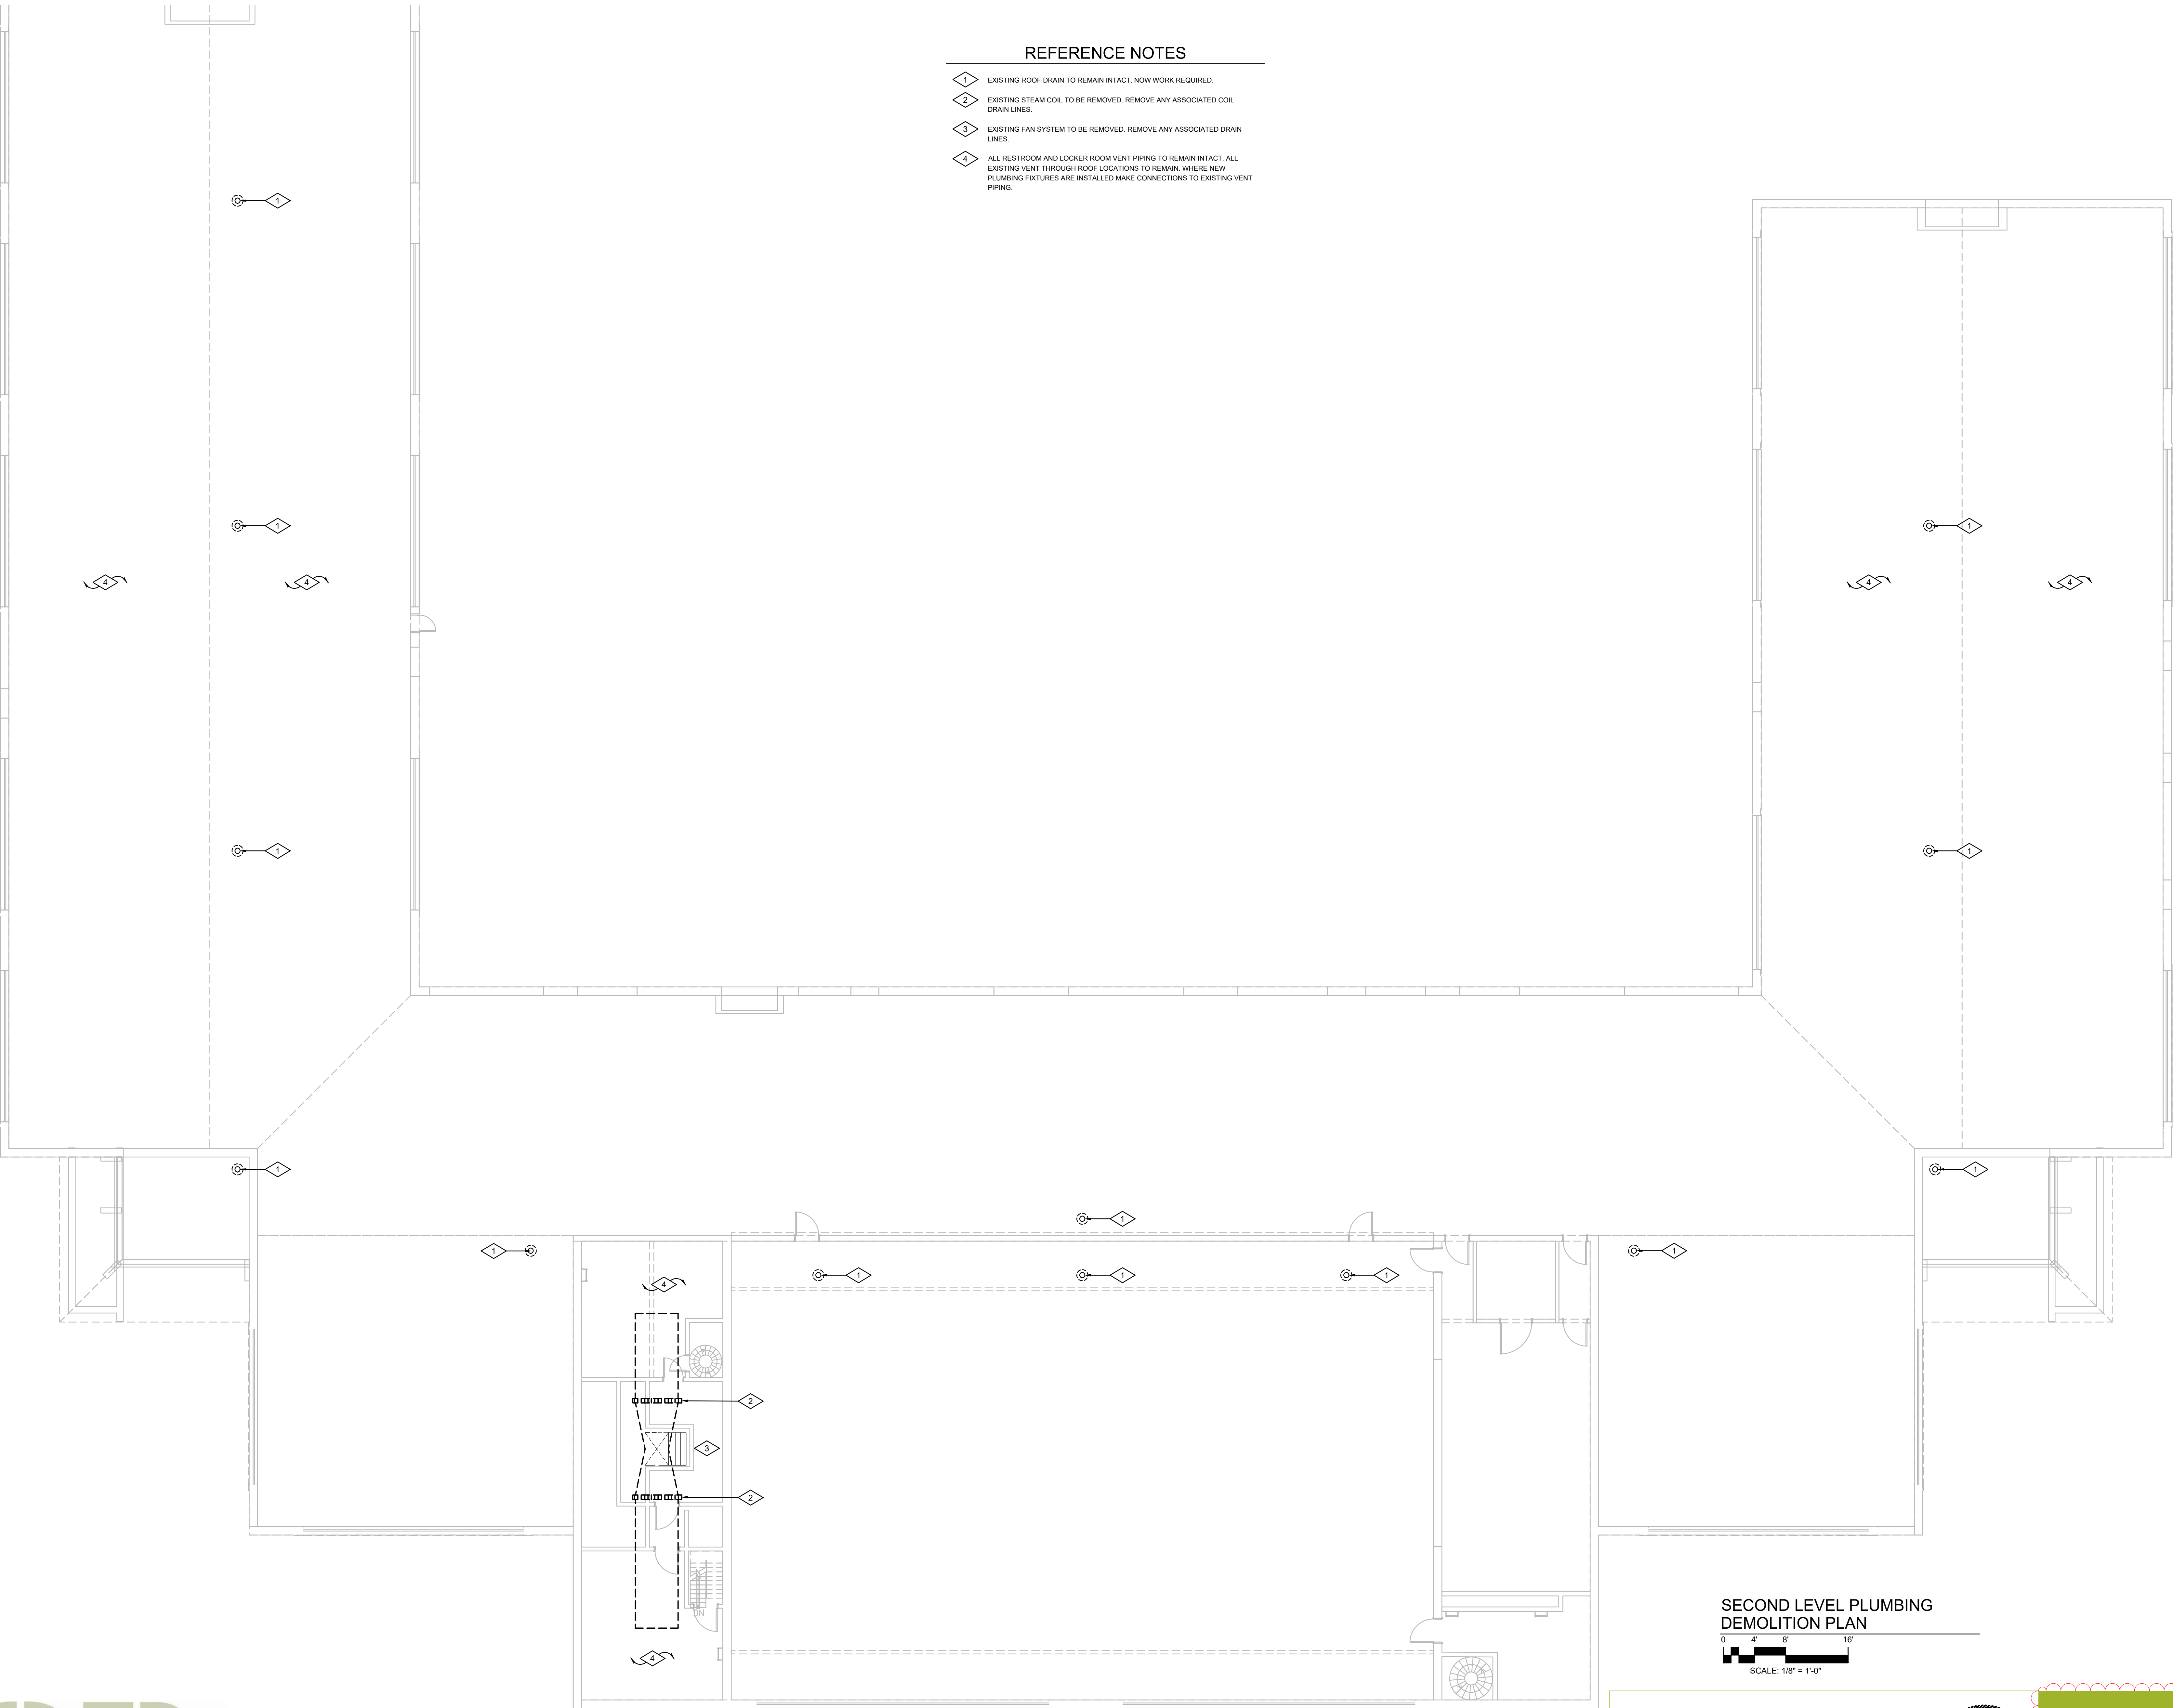 REFERENCE NOTES
1 EXISTING ROOF DRAIN TO REMAIN INTACT. NOW WORK REQUIRED.
2 EXISTING STEAM COIL TO BE REMOVED. REMOVE ANY ASSOCIATED COIL
DRAIN LINES.
3 EXISTING FAN SYSTEM TO BE REMOVED. REMOVE ANY ASSOCIATED DRAIN
LINES.
4 ALL RESTROOM AND LOCKER ROOM VENT PIPING TO REMAIN INTACT. ALL
EXISTING VENT THROUGH ROOF LOCATIONS TO REMAIN. WHERE NEW
PLUMBING FIXTURES ARE INSTALLED MAKE CONNECTIONS TO EXISTING VENT
PIPING.
1
1
1
4
4
4
4
1
1
1
1
1
1
1
1
1
1
1
4
2
3
2
DN
4
SECOND LEVEL PLUMBING
DEMOLITION PLAN
0 4' 8' 16'
SCALE: 1/8" = 1'-0"